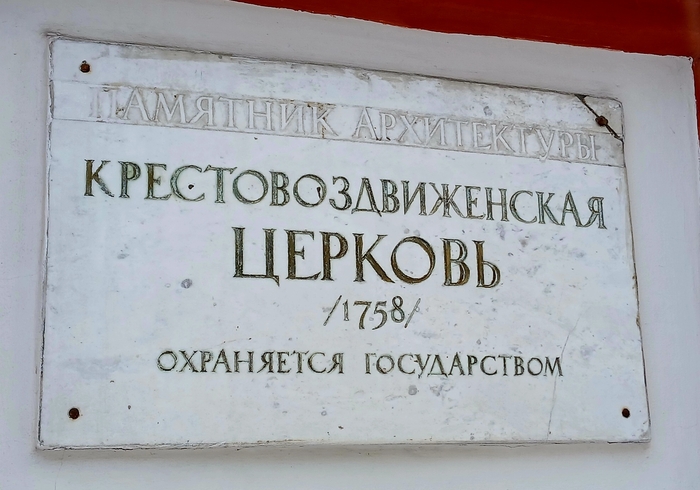 ПАМЯТНИК АРХИТЕКТУРЫ
КРЕСТОВОЗДВИЖЕНСКАЯ
ЦЕРКОВЬ
/1758/
ОХРАНЯЕТСЯ ГОСУДАРСТВОМ